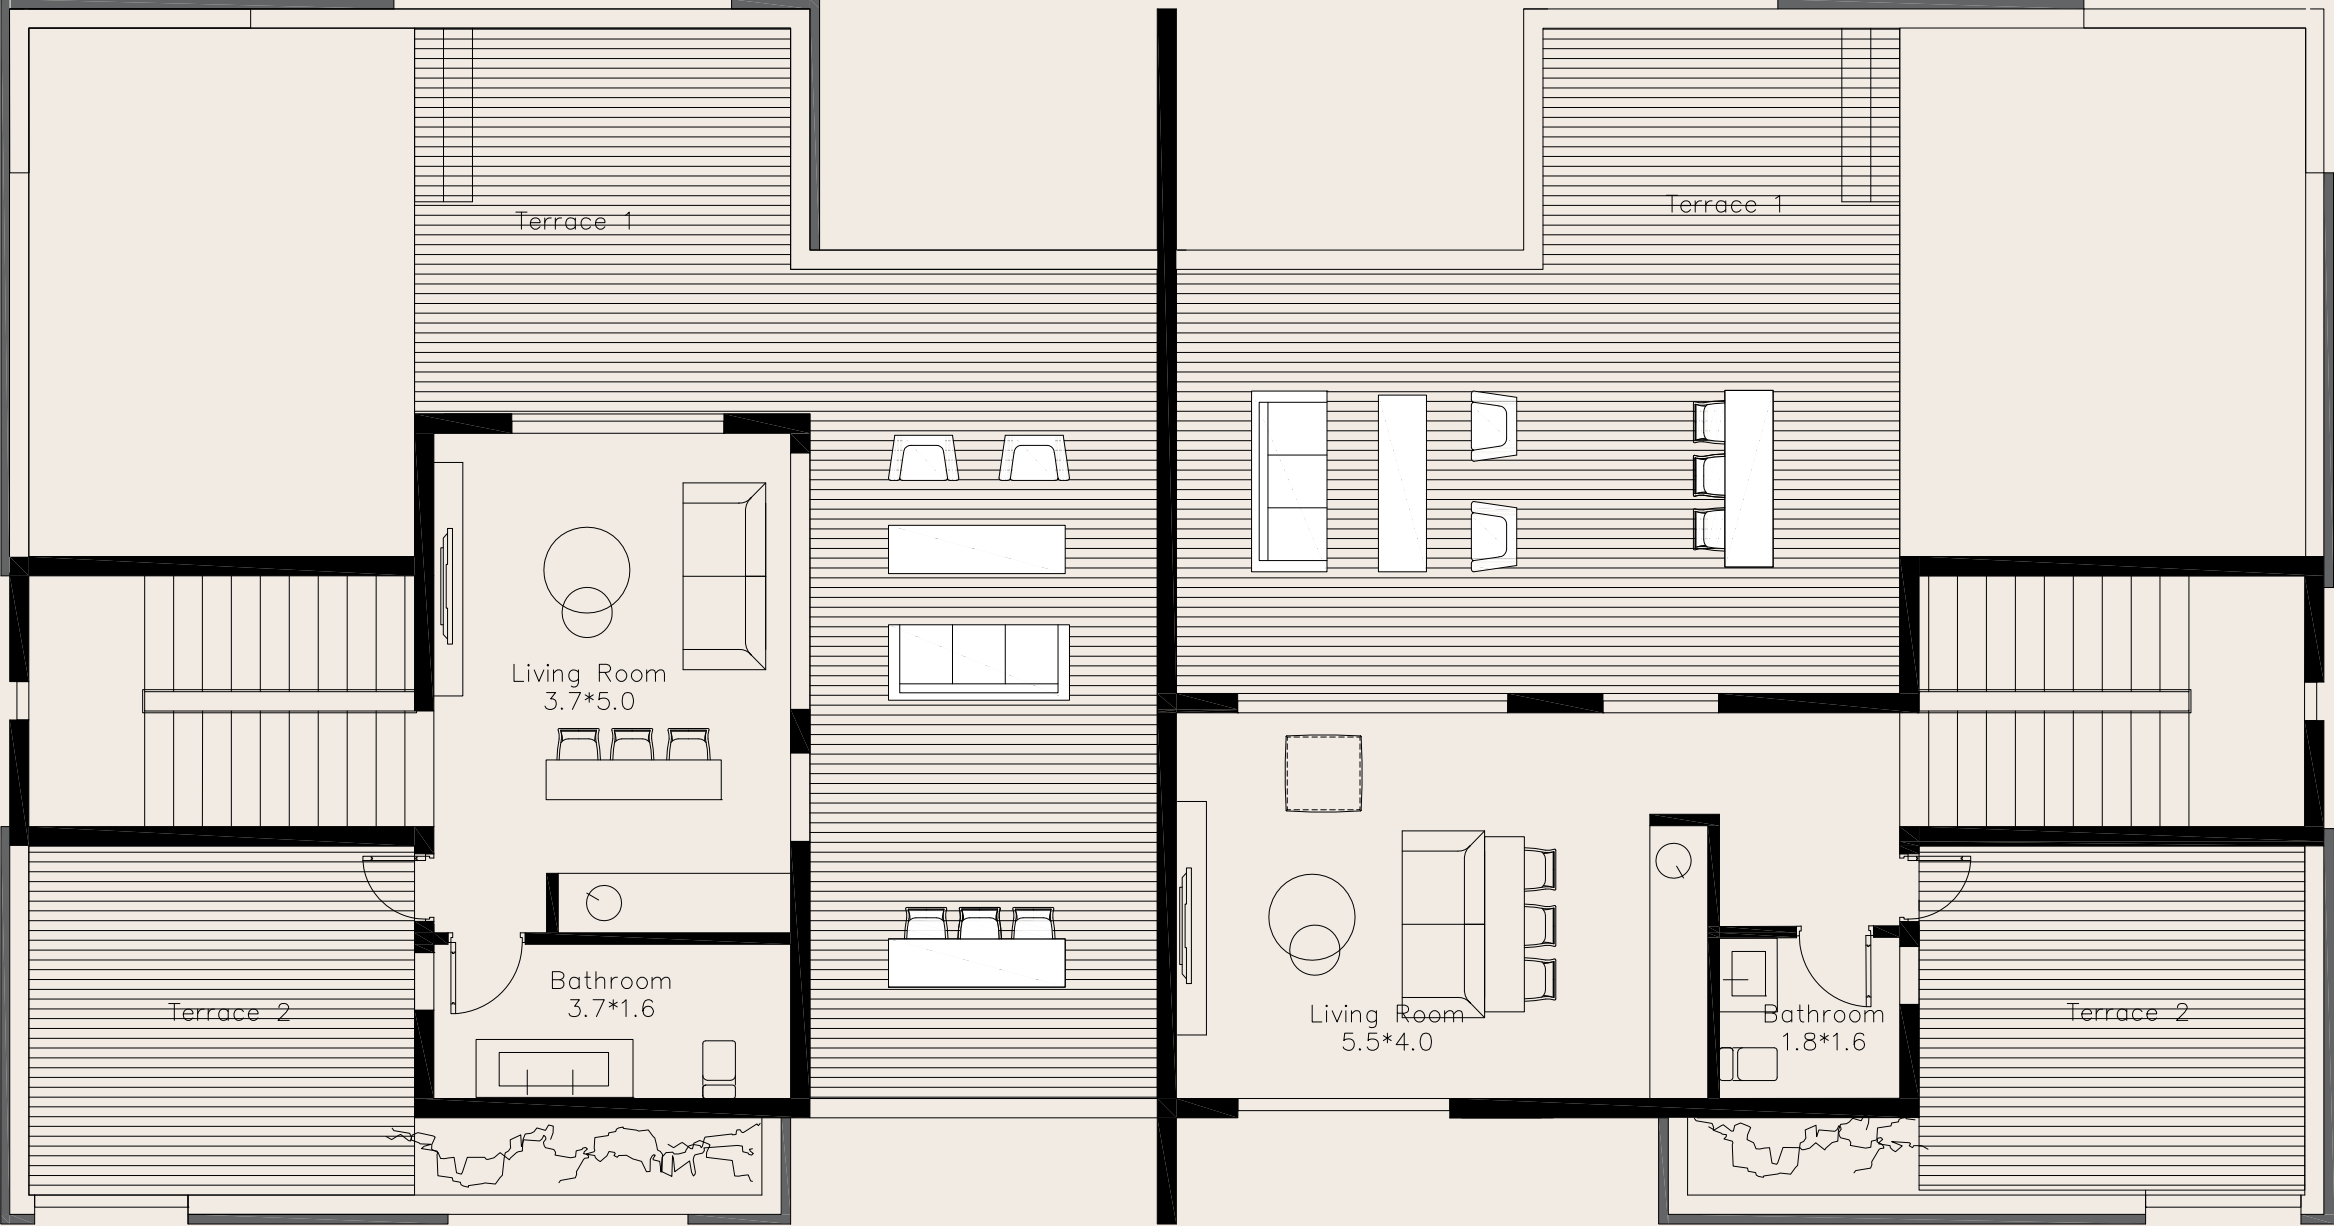 Terrace 1
Terrace 1
Living Room
3.7*5.0
Bathroom
3.7*1.6
Terrace 2
Living Room
5.5*4.0
Bathroom
1.8*1.6
Terrace 2